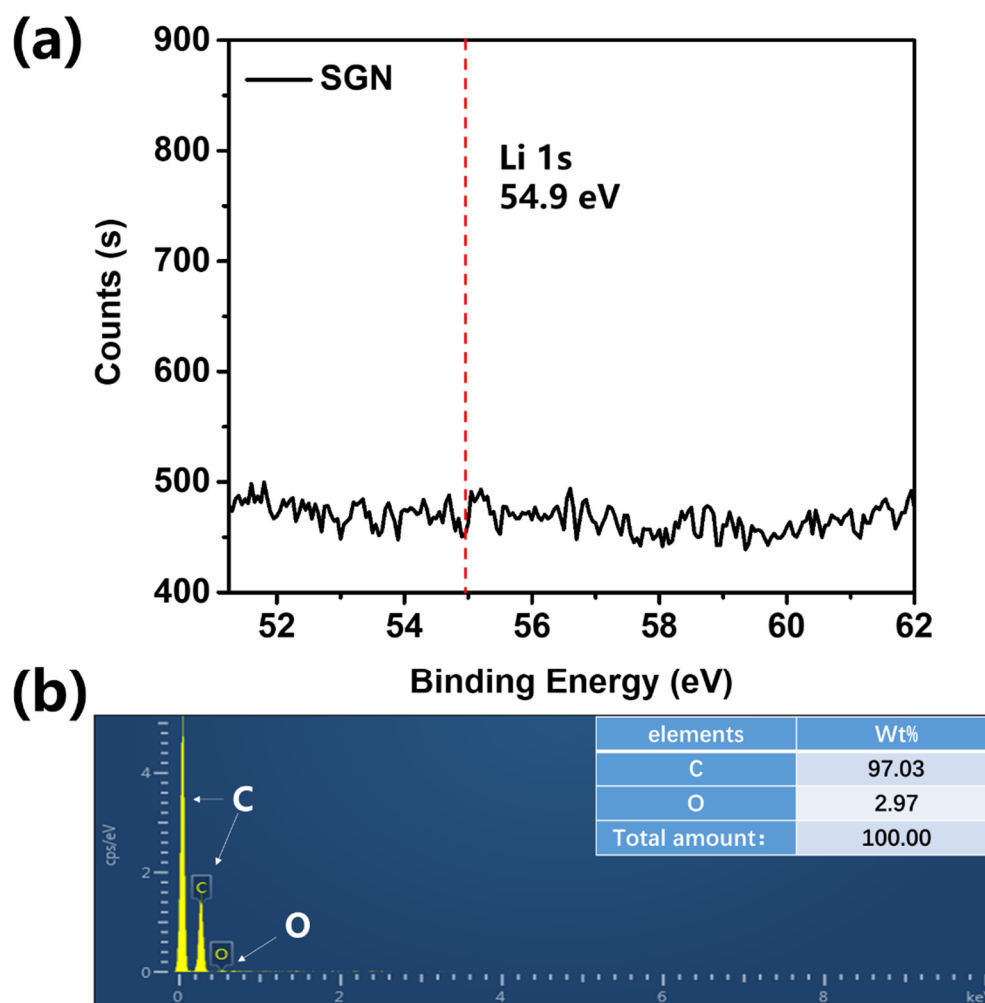 (a)
900
800
700
600
500
400
Counts (s)
SGN
Li 1s
54.9 eV
52 54 56 58 60 62
Binding Energy (eV)
(b)
elements Wt%
C 97.03
O 2.97
Total amount： 100.00
4
2
0
cps/eV
C
C
O
O
0 2 4 6 8 ke